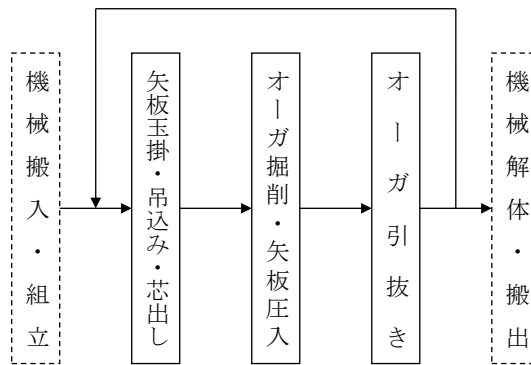 機械搬入・組立
矢板玉掛・吊込み・芯出し
オーガ掘削・矢板圧入
オーガ引抜き
機械解体・搬出